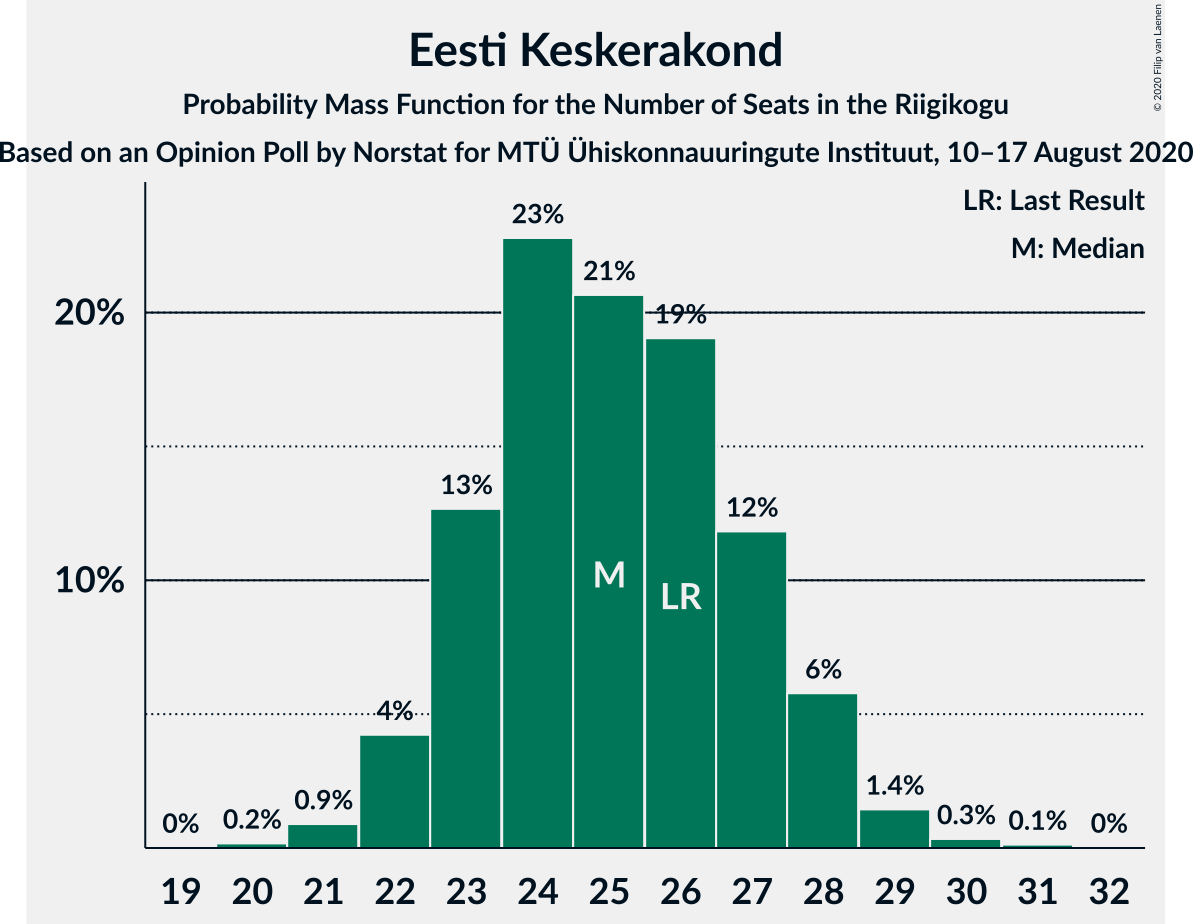 © 2020 Filip van Laenen
Eesti Keskerakond
Probability Mass Function for the Number of Seats in the Riigikogu
Based on an Opinion Poll by Norstat for MTÜ Ühiskonnauuringute Instituut, 10–17 August 2020
LR: Last Result
M: Median
20%
10%
0%
0.2%
0.9%
4%
13%
23%
21%
19%
12%
6%
1.4%
0.3%
0.1%
0%
M
LR
19 20 21 22 23 24 25 26 27 28 29 30 31 32